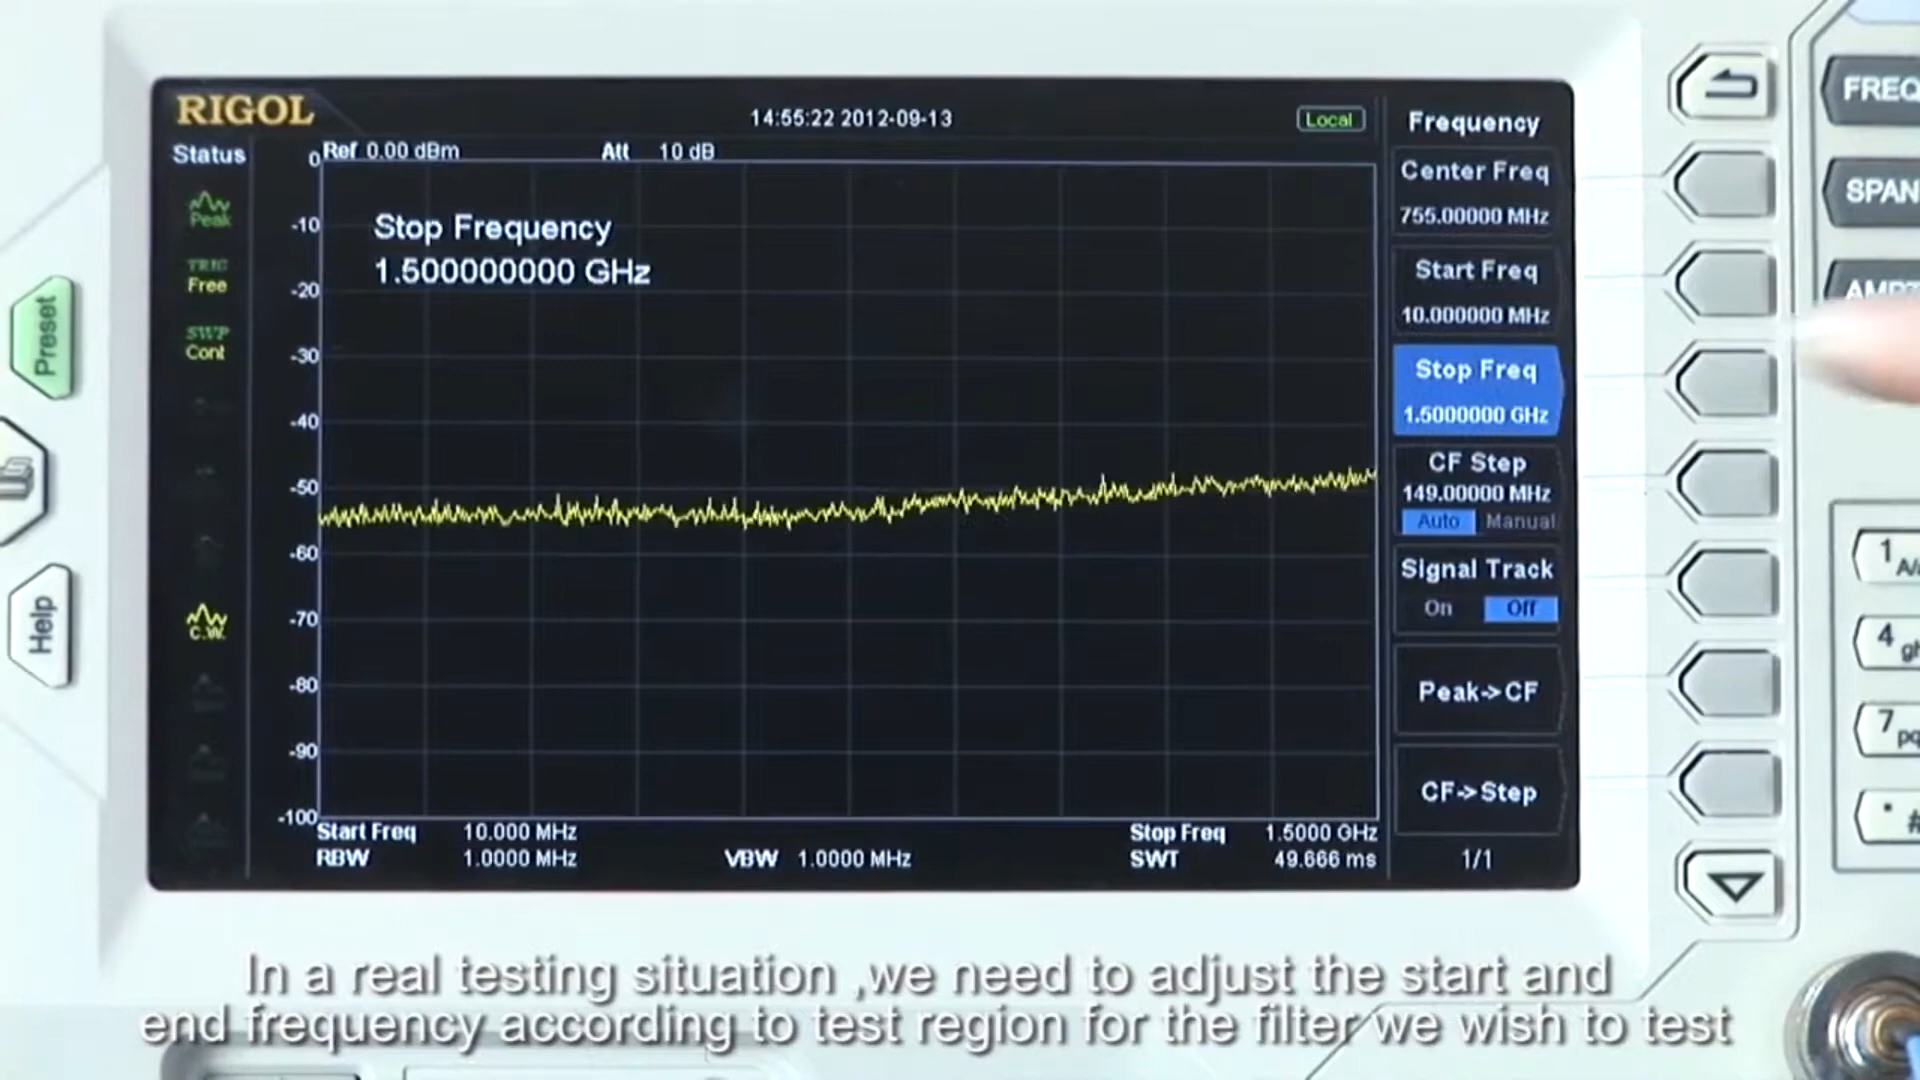 RIGOL
14:55:22 2012-09-13
Local
Status
Ref 0.00 dBm
Att 10 dB
Peak
TRIG
Free
SWP
Cont
C.W.
0
-10
-20
-30
-40
-50
-60
-70
-80
-90
-100
Stop Frequency
1.500000000 GHz
Start Freq 10.000 MHz
Stop Freq 1.5000 GHz
RBW 1.0000 MHz
VBW 1.0000 MHz
SWT 49.666 ms
Frequency
Center Freq
755.00000 MHz
Start Freq
10.000000 MHz
Stop Freq
1.5000000 GHz
CF Step
149.00000 MHz
Auto Manual
Signal Track
On Off
Peak->CF
CF->Step
1/1
Preset
Help
FREQ
SPAN
1
4
7
.
In a real testing situation ,we need to adjust the start and
end frequency according to test region for the filter we wish to test